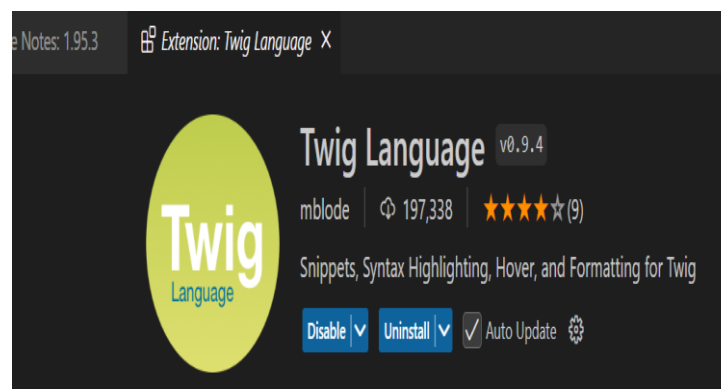 e Notes: 1.95.3
Extension: Twig Language
Twig Language v0.9.4
mblode 197,338 (9)
Snippets, Syntax Highlighting, Hover, and Formatting for Twig
Disable Uninstall Auto Update
Twig
Language